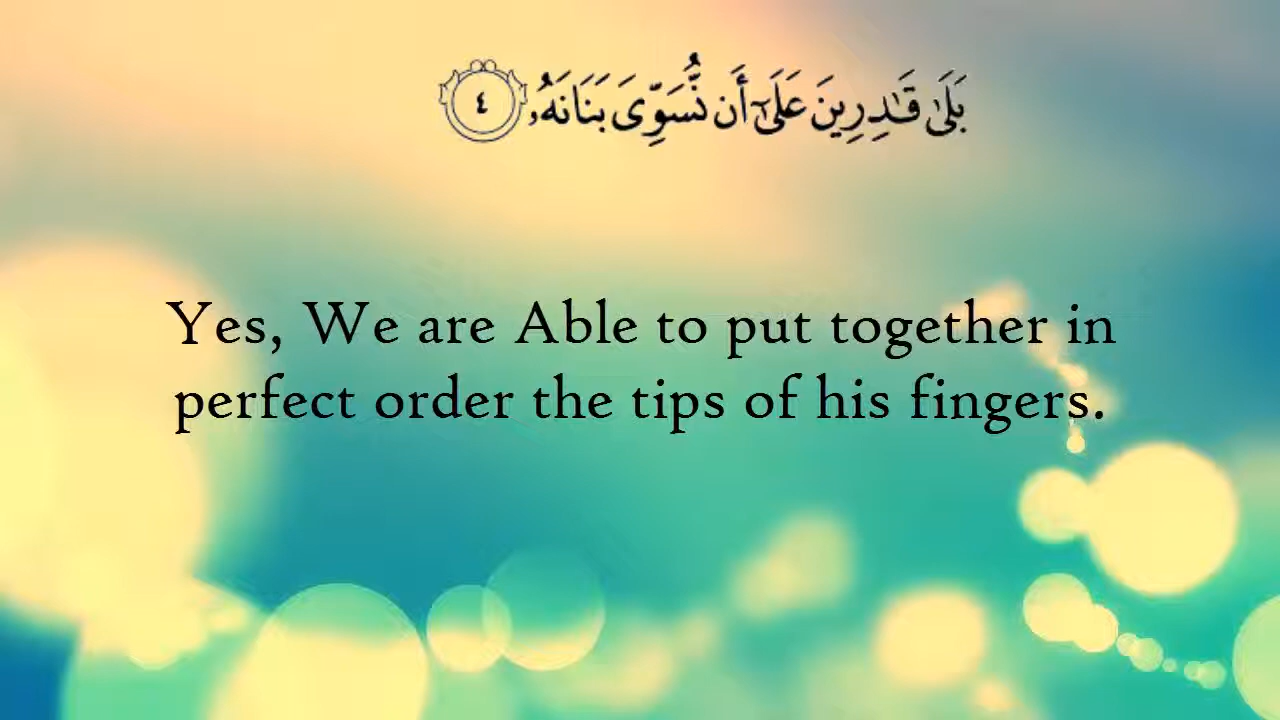 بَلَىٰ قَـٰدِرِينَ عَلَىٰٓ أَن نُّسَوِّىَ بَنَانَهُۥ ٤
Yes, We are Able to put together in
perfect order the tips of his fingers.